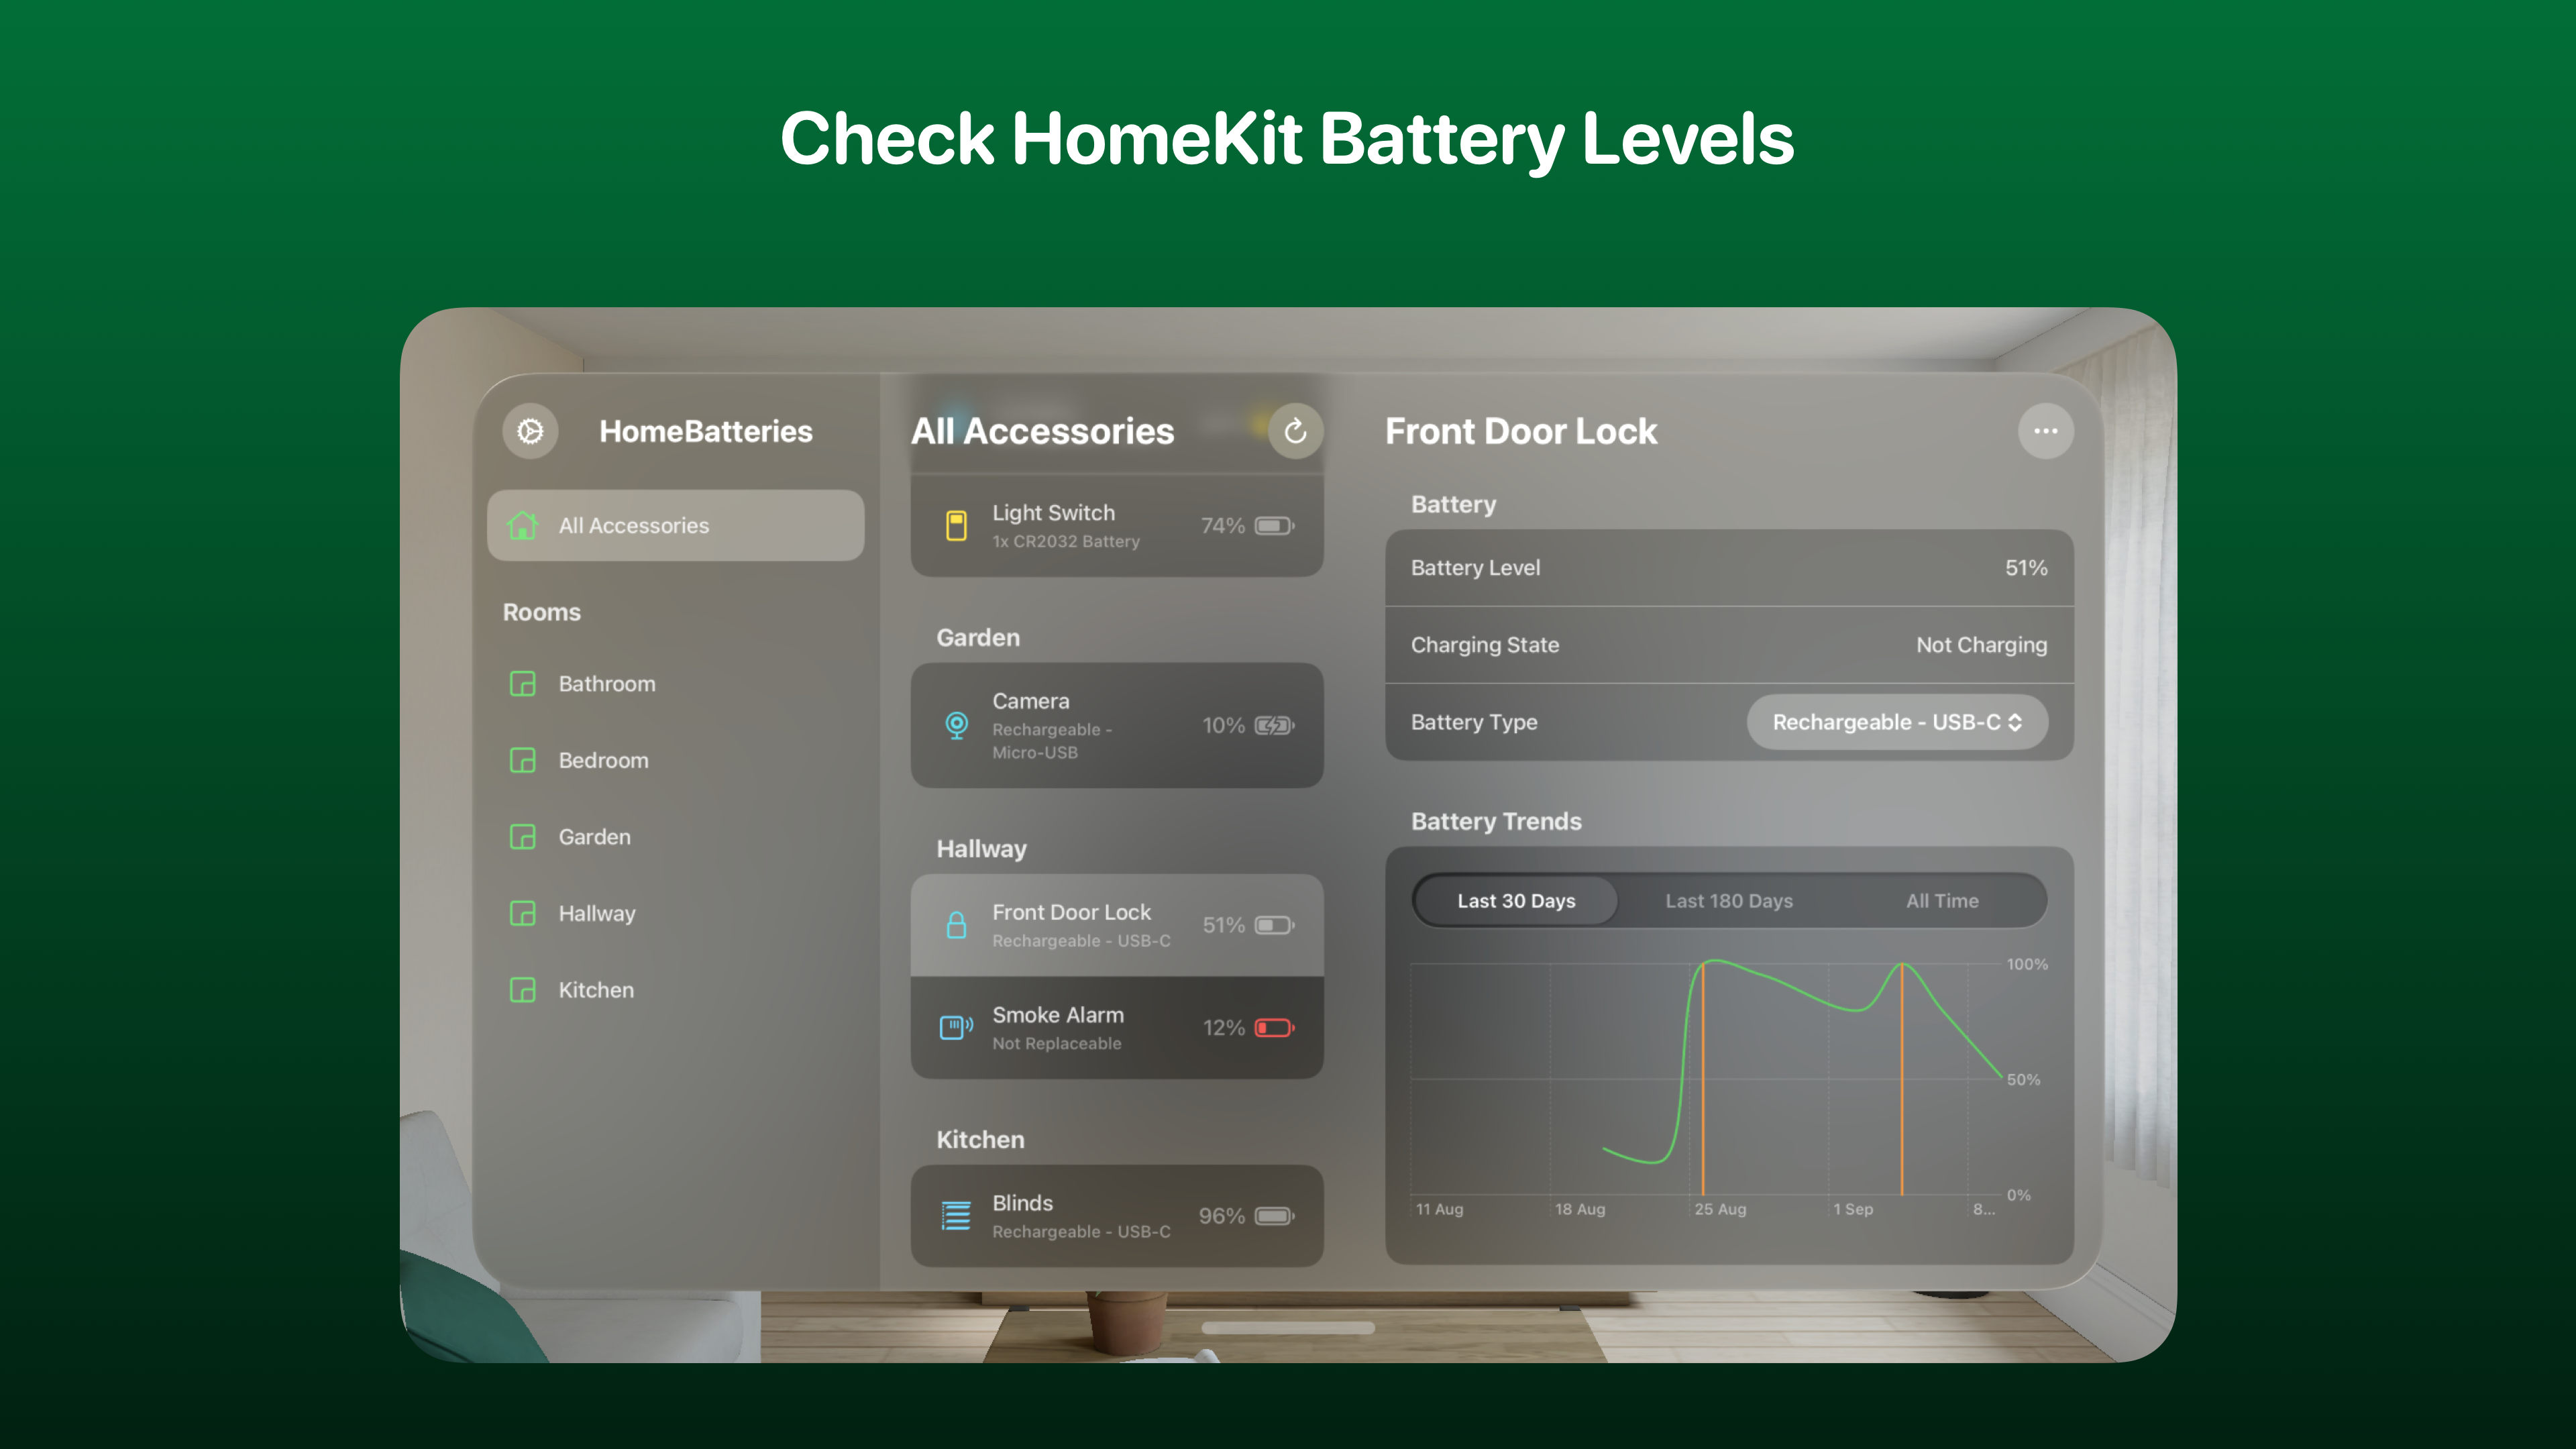 Check HomeKit Battery Levels
HomeBatteries
All Accessories
Rooms
Bathroom
Bedroom
Garden
Hallway
Kitchen
All Accessories
Light Switch
74%
1x CR2032 Battery
Garden
Camera
Rechargeable -
Micro-USB
10%
Hallway
Front Door Lock
51%
Rechargeable - USB-C
Smoke Alarm
12%
Not Replaceable
Kitchen
Blinds
96%
Rechargeable - USB-C
Front Door Lock
Battery
Battery Level
51%
Charging State
Not Charging
Battery Type
Rechargeable - USB-C
Battery Trends
Last 30 Days
Last 180 Days
All Time
100%
50%
0%
11 Aug
18 Aug
25 Aug
1 Sep
8...